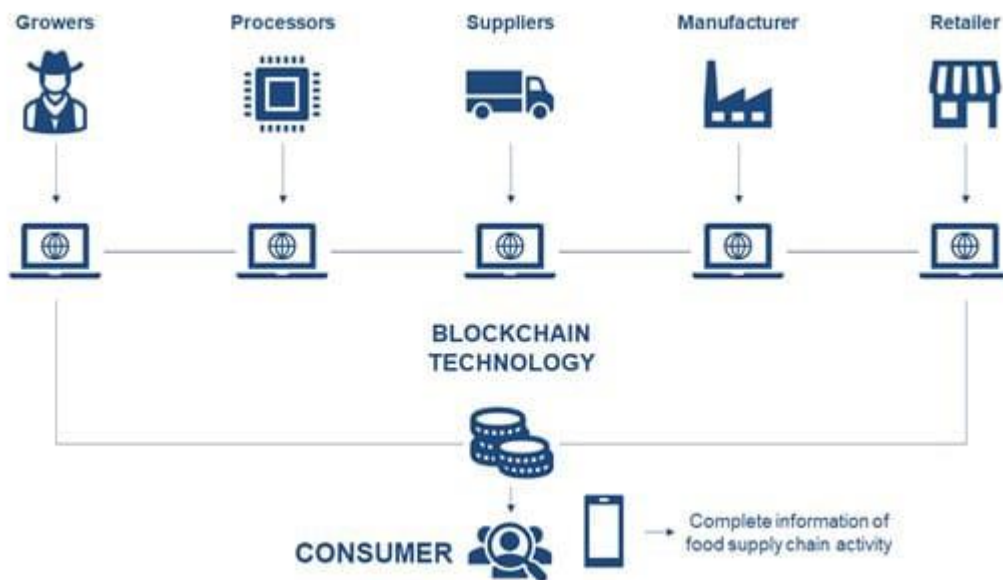 Growers
Processors
Suppliers
Manufacturer
Retailer
BLOCKCHAIN
TECHNOLOGY
CONSUMER
Complete information of
food supply chain activity